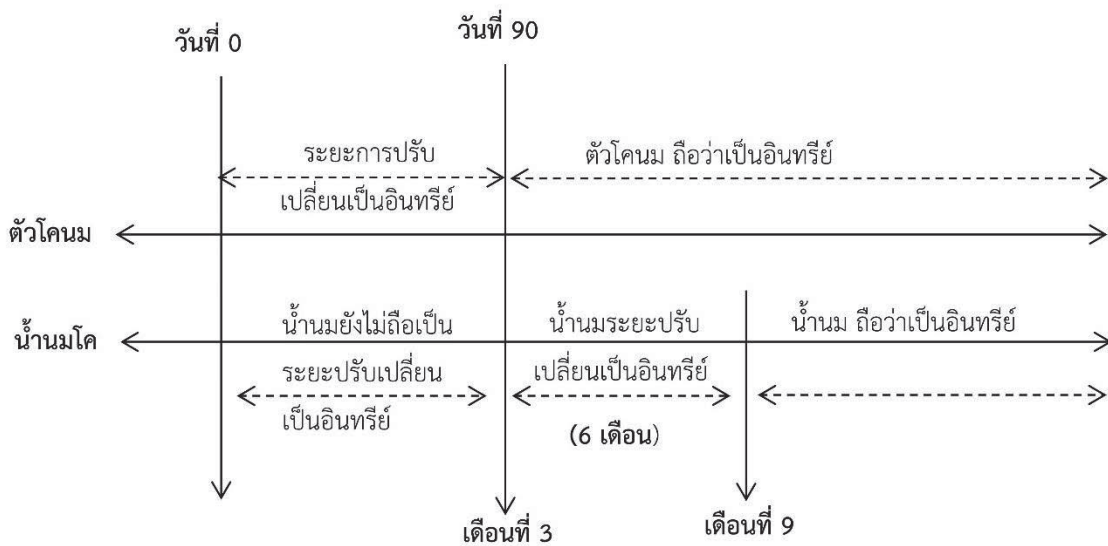 วันที่ 0
วันที่ 90
ระยะการปรับ
เปลี่ยนเป็นอินทรีย์
ตัวโคนม ถือว่าเป็นอินทรีย์
ตัวโคนม
น้ำนมโค
น้ำนมยังไม่ถือเป็น
ระยะปรับเปลี่ยน
เป็นอินทรีย์
น้ำนมระยะปรับ
เปลี่ยนเป็นอินทรีย์
(6 เดือน)
น้ำนม ถือว่าเป็นอินทรีย์
เดือนที่ 3
เดือนที่ 9